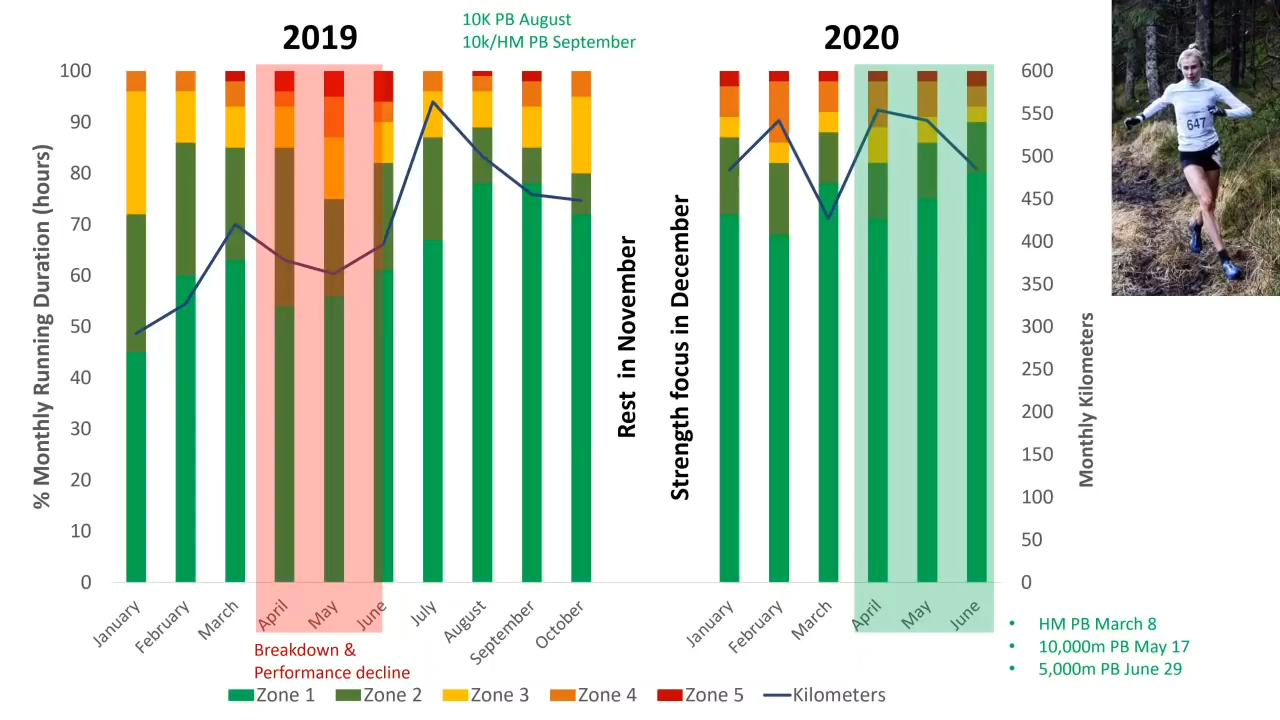 2019
10K PB August
10k/HM PB September
2020
% Monthly Running Duration (hours)
100
90
80
70
60
50
40
30
20
10
0
Rest in November
Strength focus in December
600
550
500
450
400
350
300
250
200
150
100
50
0
Monthly Kilometers
647
January
February
March
April
May
June
July
August
September
October
January
February
March
April
May
June
Breakdown &
Performance decline
• HM PB March 8
• 10,000m PB May 17
• 5,000m PB June 29
Zone 1 Zone 2 Zone 3 Zone 4 Zone 5 Kilometers